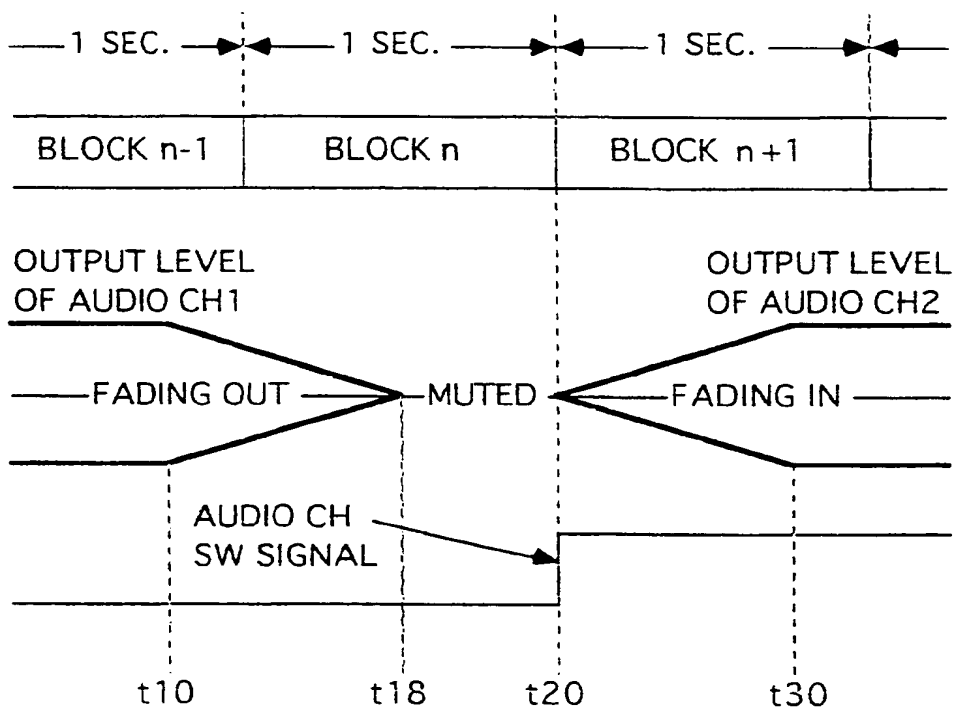 1 SEC. 1 SEC. 1 SEC.
BLOCK n-1 BLOCK n BLOCK n+1
OUTPUT LEVEL
OF AUDIO CH1
OUTPUT LEVEL
OF AUDIO CH2
FADING OUT MUTED FADING IN
AUDIO CH
SW SIGNAL
t10 t18 t20 t30